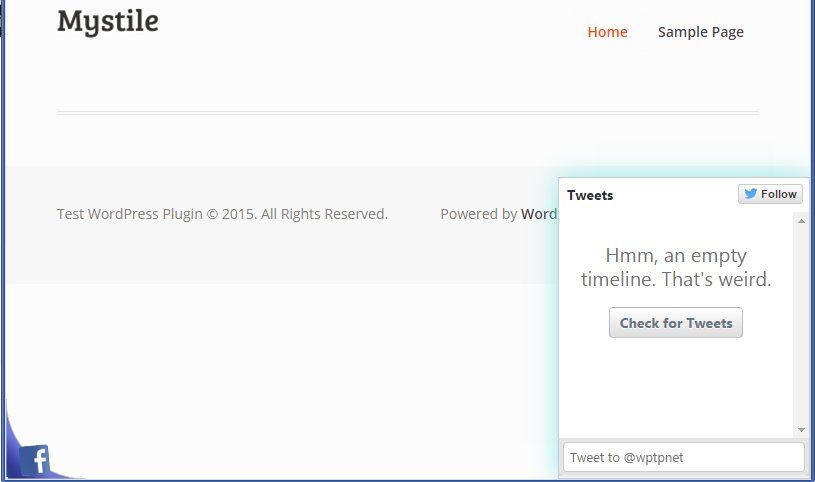 Mystile
Home Sample Page
Test WordPress Plugin © 2015. All Rights Reserved.
Powered by Word
Tweets
Follow
Hmm, an empty
timeline. That's weird.
Check for Tweets
Tweet to @wptpnet